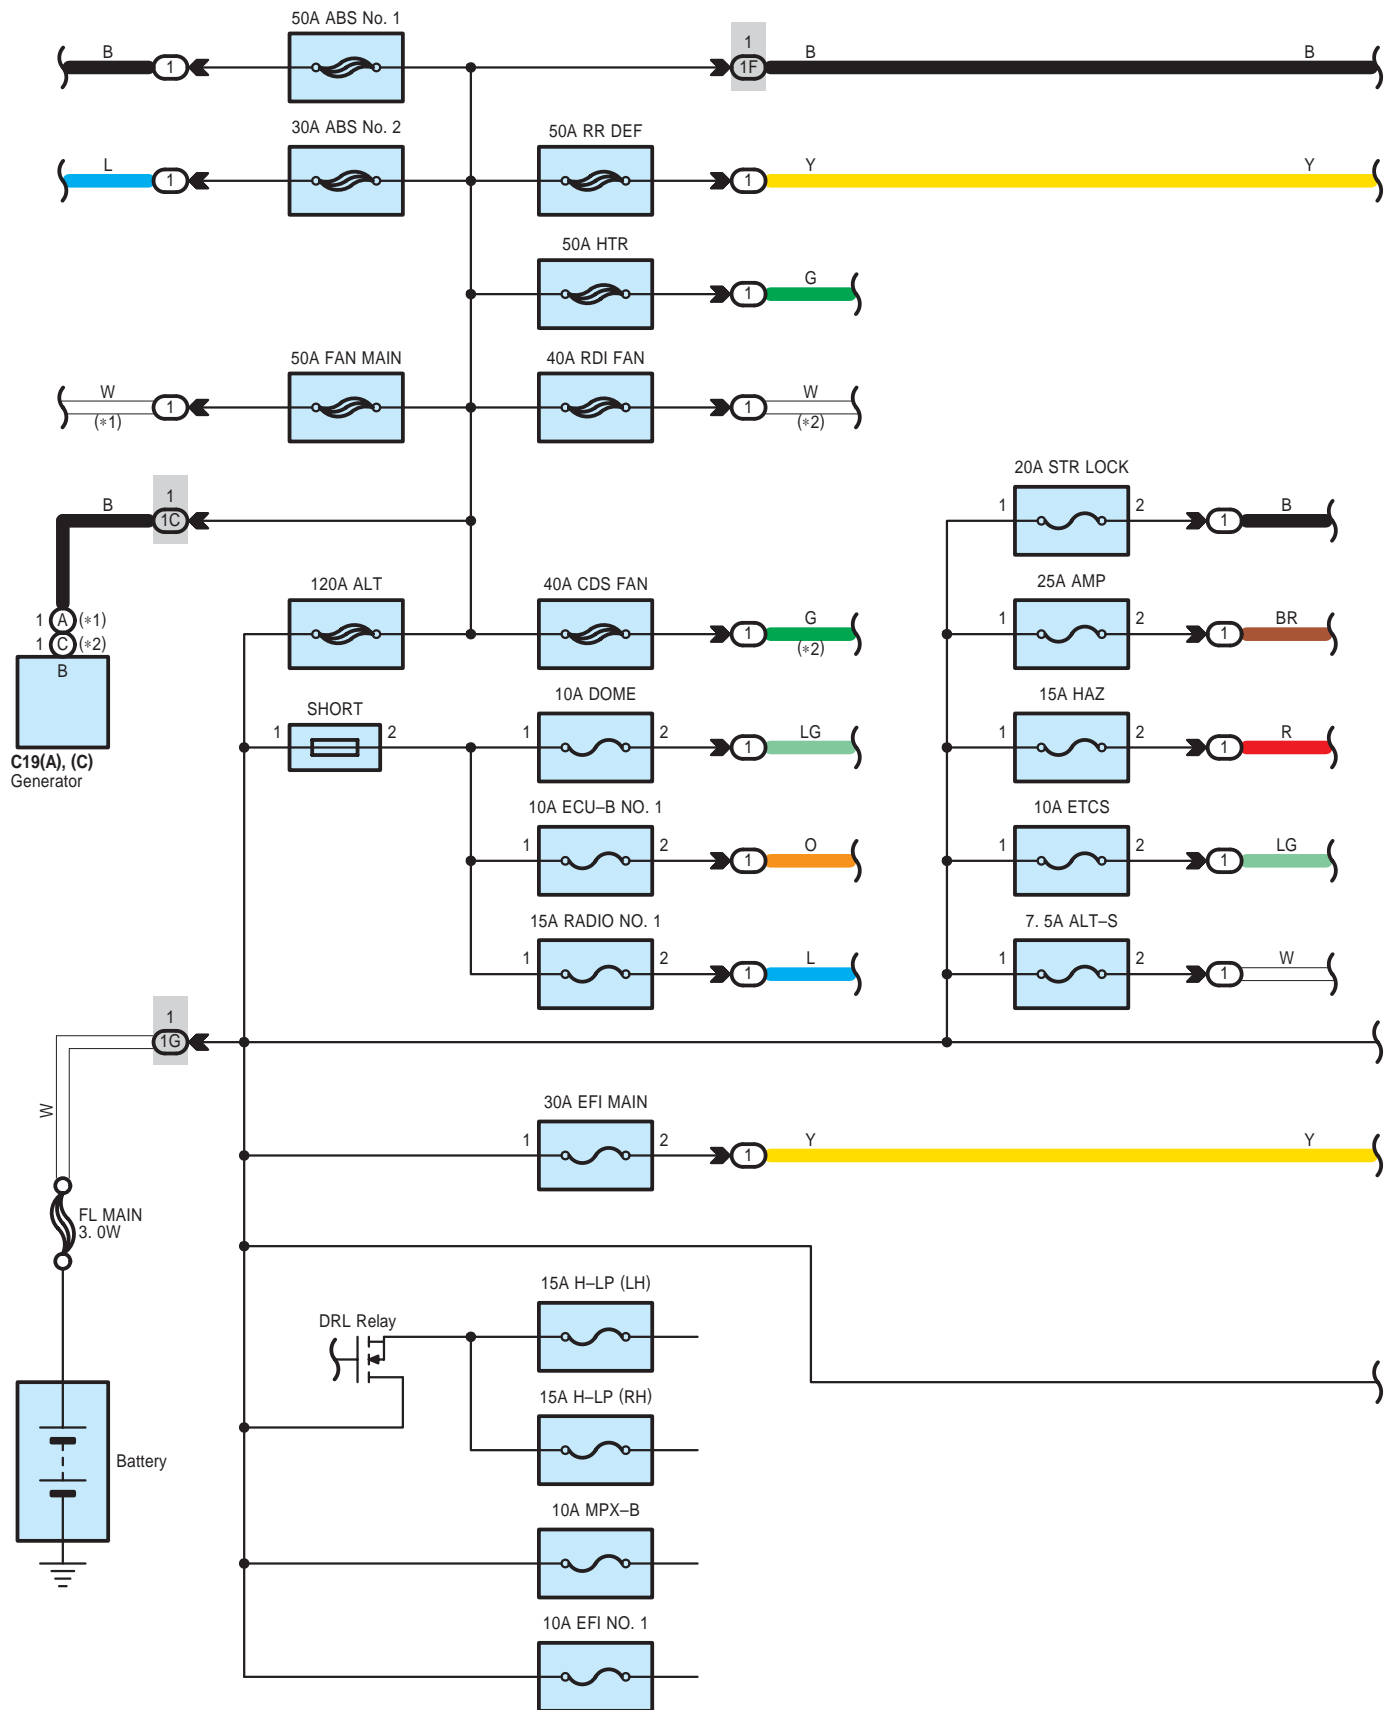 50A ABS No. 1
1
B 1 1F B B
30A ABS No. 2 50A RR DEF
L 1 1 Y Y
50A HTR
1 G
50A FAN MAIN 40A RDI FAN
W 1 1 W
(*1) (*2)
20A STR LOCK
1
B 1C 1 2 1 B
120A ALT 40A CDS FAN 25A AMP
1 A (*1) 1 G 1 2 1 BR
1 C (*2) (*2)
B
SHORT 10A DOME 15A HAZ
1 2 1 2 1 LG 1 2 1 R
C19(A), (C)
Generator
10A ECU–B NO. 1 10A ETCS
1 2 1 O 1 2 1 LG
15A RADIO NO. 1 7. 5A ALT–S
1 2 1 L 1 2 1 W
1
1G
W
30A EFI MAIN
1 2 1 Y Y
FL MAIN
3. 0W
15A H–LP (LH)
DRL Relay
15A H–LP (RH)
Battery
10A MPX–B
10A EFI NO. 1